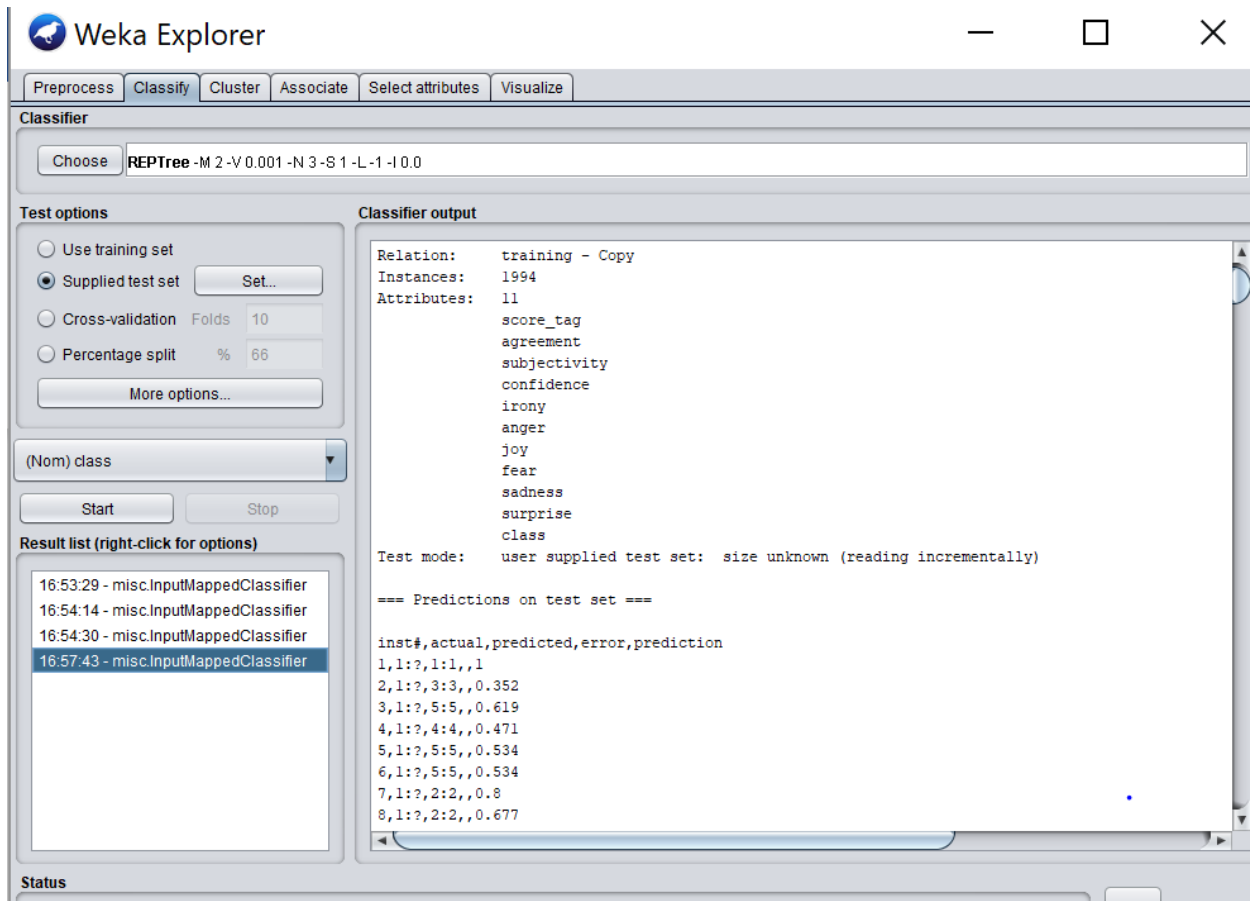 Weka Explorer
Preprocess Classify Cluster Associate Select attributes Visualize
Classifier
Choose REPTree -M 2 -V 0.001 -N 3 -S 1 -L -1 -I 0.0
Test options
Use training set
Supplied test set Set...
Cross-validation Folds 10
Percentage split % 66
More options...
(Nom) class
Start Stop
Result list (right-click for options)
16:53:29 - misc.InputMappedClassifier
16:54:14 - misc.InputMappedClassifier
16:54:30 - misc.InputMappedClassifier
16:57:43 - misc.InputMappedClassifier
Classifier output
Relation: training - Copy
Instances: 1994
Attributes: 11
score_tag
agreement
subjectivity
confidence
irony
anger
joy
fear
sadness
surprise
class
Test mode: user supplied test set: size unknown (reading incrementally)
=== Predictions on test set ===
inst#,actual,predicted,error,prediction
1,1:?,1:1,,1
2,1:?,3:3,,0.352
3,1:?,5:5,,0.619
4,1:?,4:4,,0.471
5,1:?,5:5,,0.534
6,1:?,5:5,,0.534
7,1:?,2:2,,0.8
8,1:?,2:2,,0.677
Status